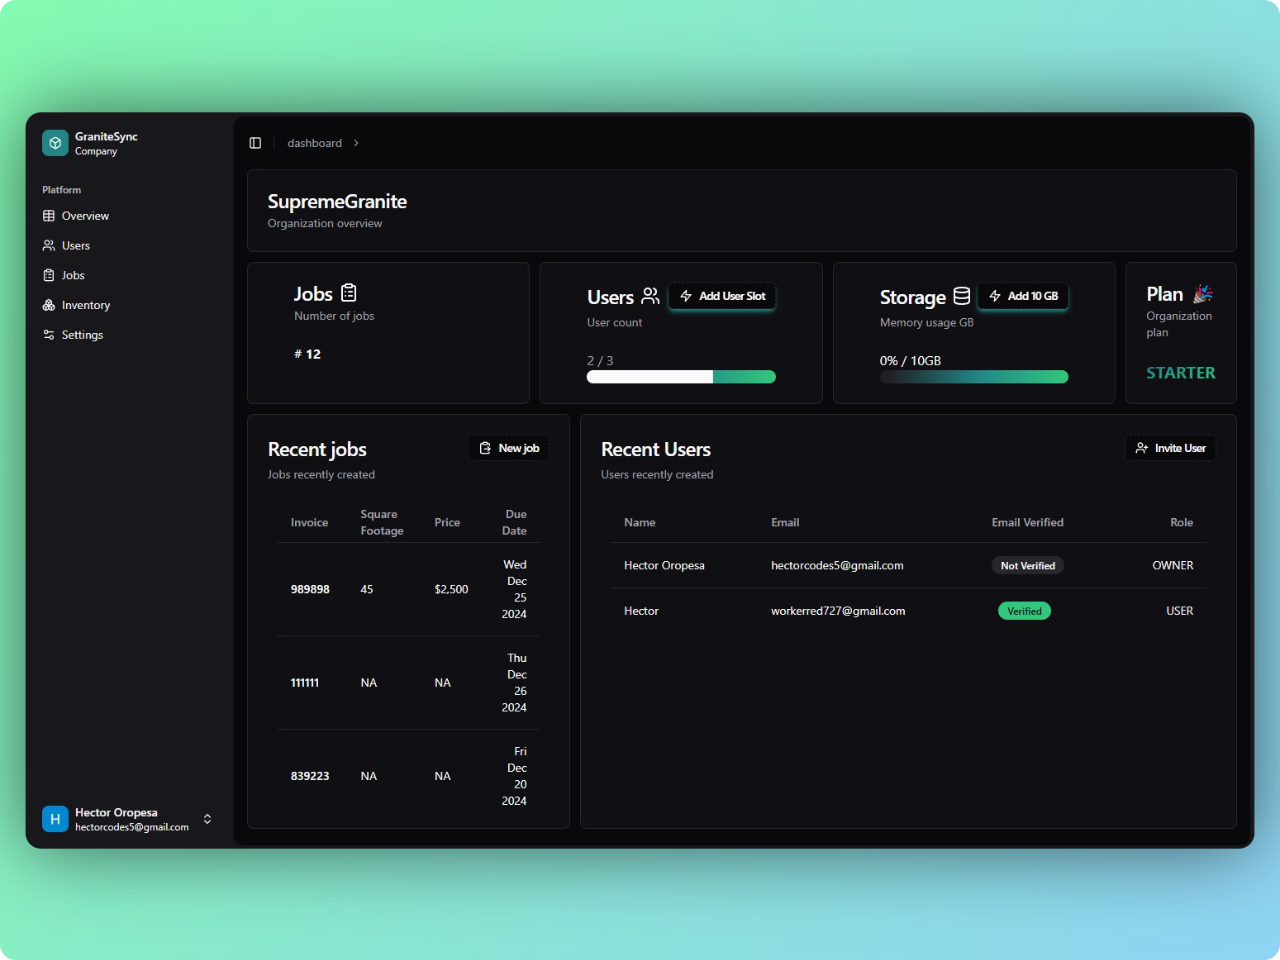 GraniteSync
Company
Platform
Overview
Users
Jobs
Inventory
Settings
Hector Oropesa
H
hectorcodes5@gmail.com
dashboard
SupremeGranite
Organization overview
Jobs
Number of jobs
# 12
Users
Add User Slot
User count
2 / 3
Storage
Add 10 GB
Memory usage GB
0% / 10GB
Plan
Organization
plan
STARTER
Recent jobs
New job
Jobs recently created
Invoice Square Footage Price Due Date
989898 45 $2,500 Wed Dec 25 2024
111111 NA NA Thu Dec 26 2024
839223 NA NA Fri Dec 20 2024
Recent Users
Invite User
Users recently created
Name Email Email Verified Role
Hector Oropesa hectorcodes5@gmail.com Not Verified OWNER
Hector workerred727@gmail.com Verified USER